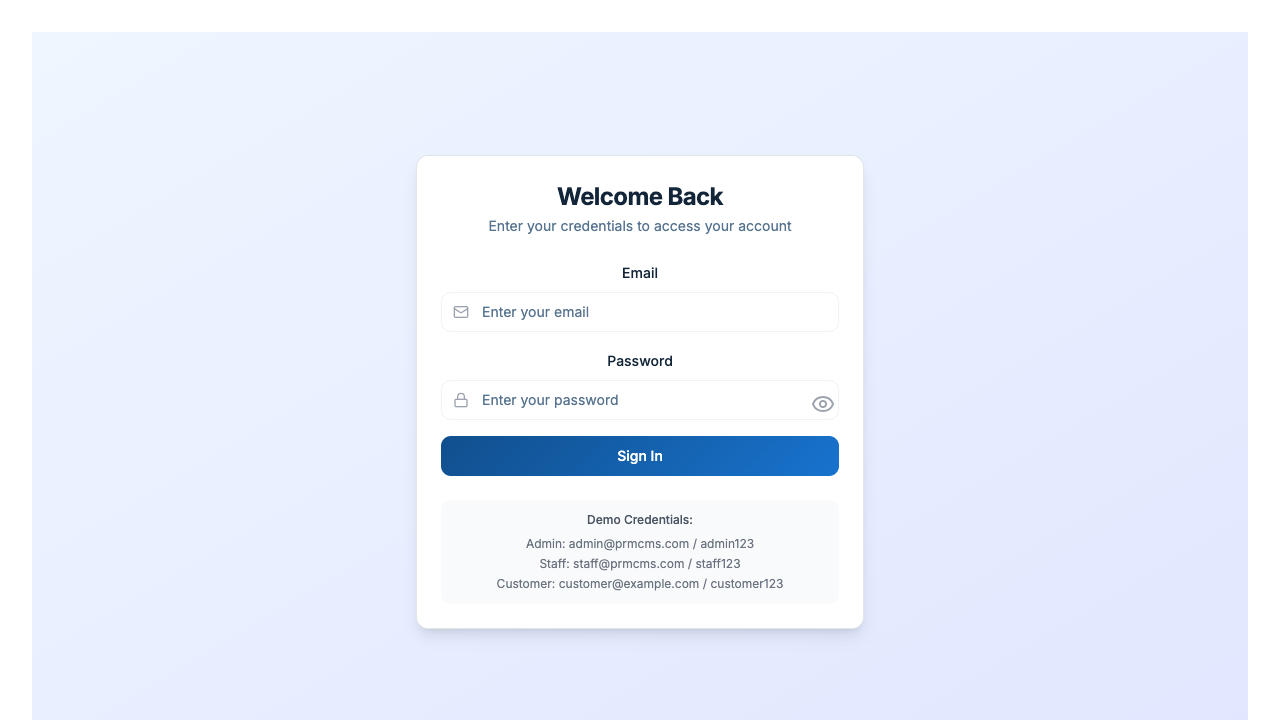 Welcome Back
Enter your credentials to access your account
Email
Enter your email
Password
Enter your password
Sign In
Demo Credentials:
Admin: admin@prmcms.com / admin123
Staff: staff@prmcms.com / staff123
Customer: customer@example.com / customer123